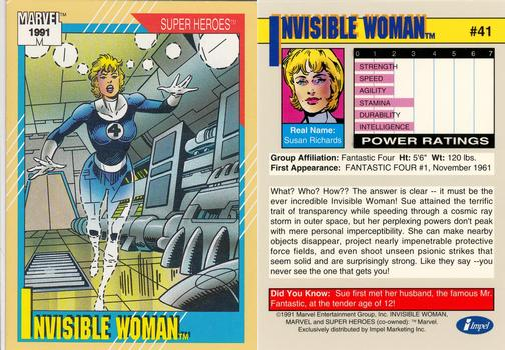 MARVEL
1991
M
SUPER HEROES™
4
INVISIBLE WOMAN™
INVISIBLE WOMAN™
#41
0 1 2 3 4 5 6 7
STRENGTH
SPEED
AGILITY
STAMINA
DURABILITY
INTELLIGENCE
POWER RATINGS
Real Name:
Susan Richards
Group Affiliation: Fantastic Four Ht: 5'6" Wt: 120 lbs.
First Appearance: FANTASTIC FOUR #1, November 1961
What? Who? How?? The answer is clear -- it must be the
ever incredible Invisible Woman! Sue attained the terrific
trait of transparency while speeding through a cosmic ray
storm in outer space, but her perplexing powers don't peak
with mere personal imperceptibility. She can make nearby
objects disappear, project nearly impenetrable protective
force fields, and even shoot unseen psionic strikes that
seem solid and are surprisingly strong. Like they say --you
never see the one that gets you!
Did You Know: Sue first met her husband, the famous Mr.
Fantastic, at the tender age of 12!
©1991 Marvel Entertainment Group, Inc. INVISIBLE WOMAN,
MARVEL and SUPER HEROES (co-owned): ™ Marvel.
Exclusively distributed by Impel Marketing Inc.
Impel